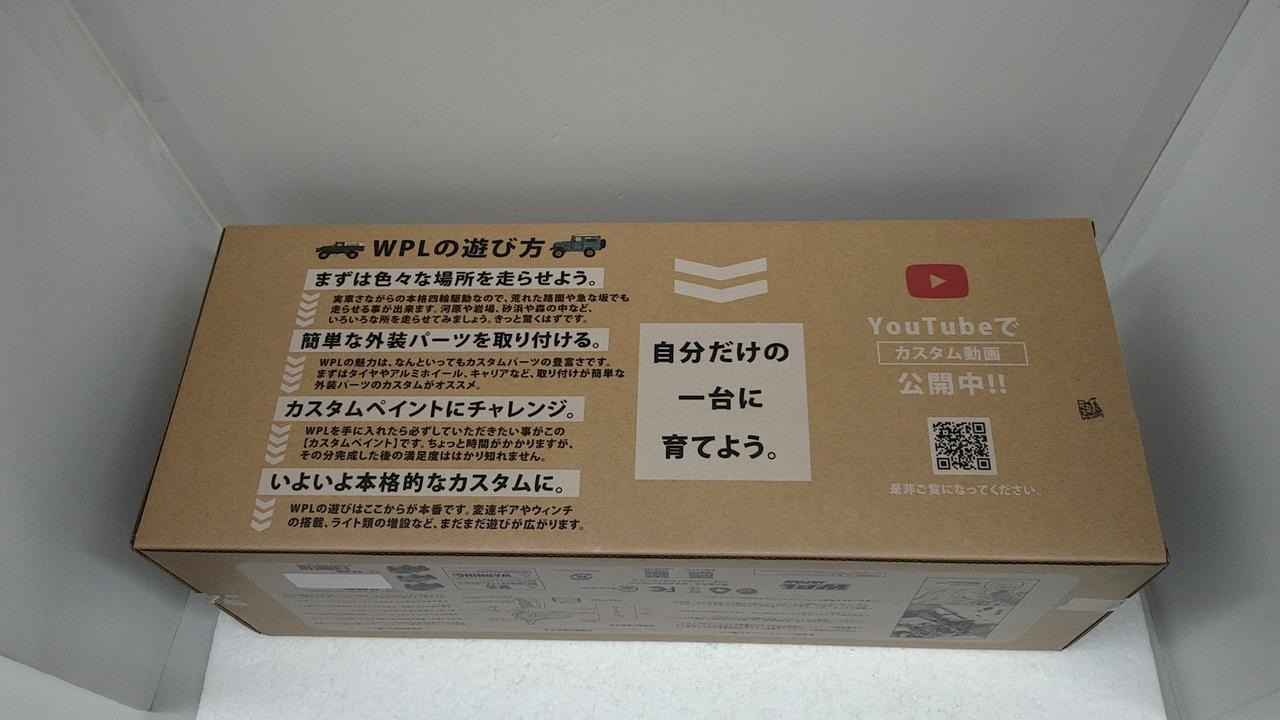 WPLの遊び方
まずは色々な場所を走らせよう。
実車さながらの本格四輪駆動なので、荒れた路面や急な坂でも
走らせる事が出来ます。河原や岩場、砂浜や森の中など、
いろいろな所を走らせてみましょう。きっと驚くはずです。
簡単な外装パーツを取り付ける。
WPLの魅力は、なんといってもカスタムパーツの豊富さです。
まずはタイヤやアルミホイール、キャリアなど、取り付けが簡単な
外装パーツのカスタムがオススメ。
カスタムペイントにチャレンジ。
WPLを手に入れたら必ずしていただきたい事がこの
【カスタムペイント】です。ちょっと時間がかかりますが、
その分完成した後の満足度ははかり知れません。
いよいよ本格的なカスタムに。
WPLの遊びはここからが本番です。変速ギアやウィンチ
の搭載、ライト類の増設など、まだまだ遊びが広がります。
自分だけの
一台に
育てよう。
YouTubeで
カスタム動画
公開中!!
是非ご覧になってください。
WARNING
WPL
JAPAN